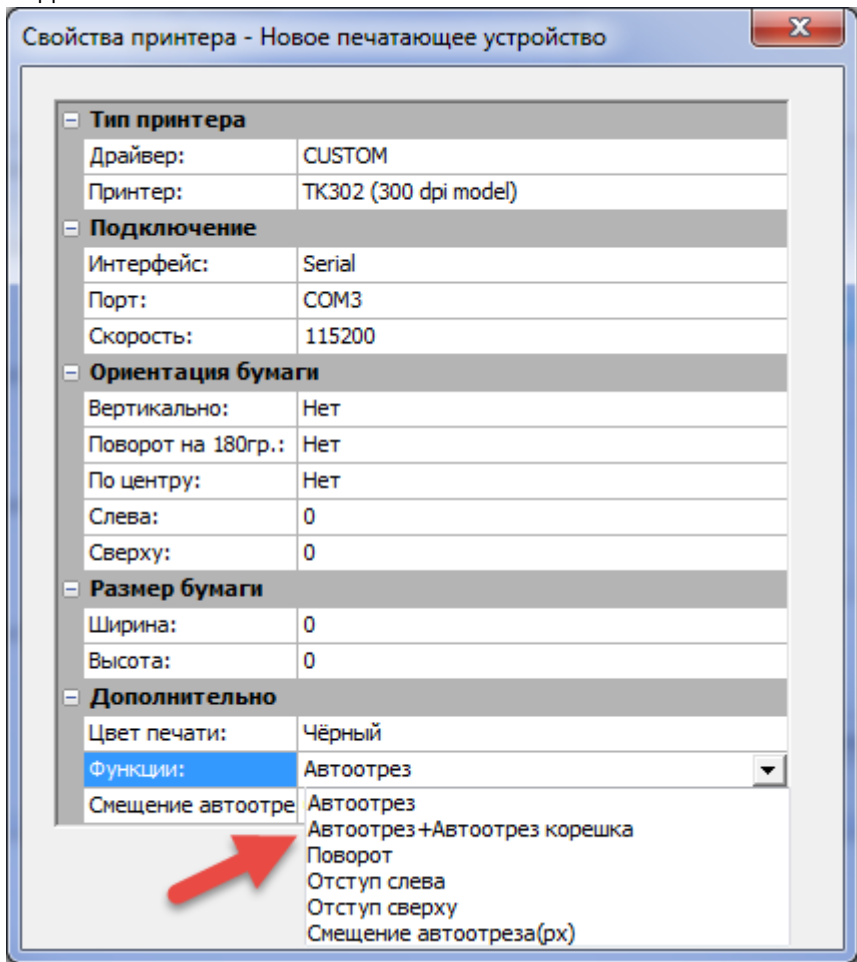 Свойства принтера - Новое печатающее устройство
Тип принтера
Драйвер: CUSTOM
Принтер: TK302 (300 dpi model)
Подключение
Интерфейс: Serial
Порт: COM3
Скорость: 115200
Ориентация бумаги
Вертикально: Нет
Поворот на 180гр.: Нет
По центру: Нет
Слева: 0
Сверху: 0
Размер бумаги
Ширина: 0
Высота: 0
Дополнительно
Цвет печати: Чёрный
Функции: Автоотрез
Смещение автоотре Автоотрез
Автоотрез+Автоотрез корешка
Поворот
Отступ слева
Отступ сверху
Смещение автоотреза(px)